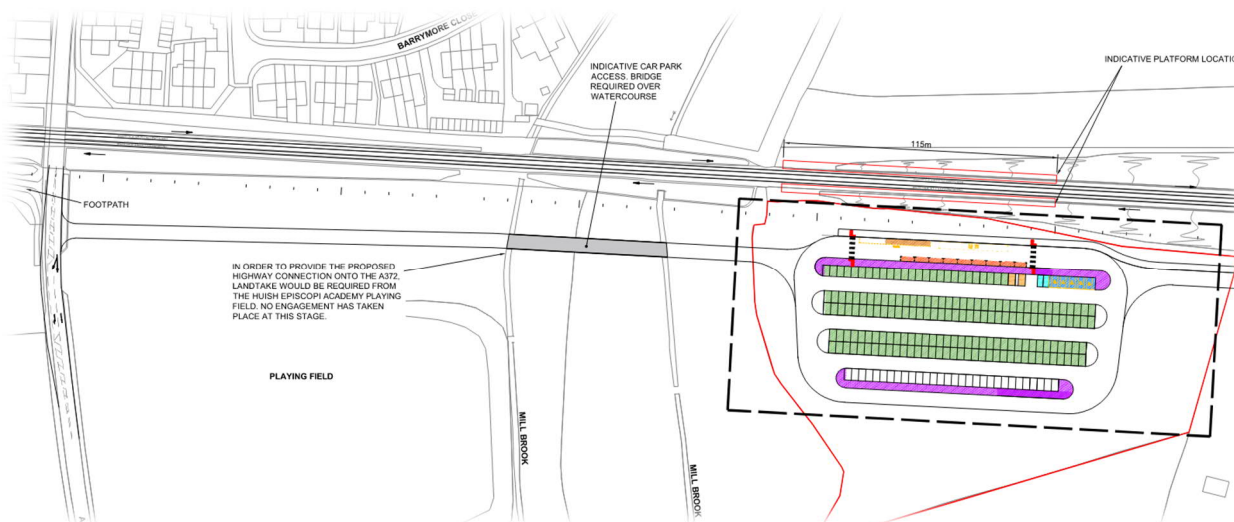 BARRYMORE CLOSE
INDICATIVE CAR PARK
ACCESS. BRIDGE
REQUIRED OVER
WATERCOURSE
INDICATIVE PLATFORM LOCATIO
115m
FOOTPATH
IN ORDER TO PROVIDE THE PROPOSED
HIGHWAY CONNECTION ONTO THE A372,
LANDTAKE WOULD BE REQUIRED FROM
THE HUISH EPISCOPI ACADEMY PLAYING
FIELD. NO ENGAGEMENT HAS TAKEN
PLACE AT THIS STAGE.
PLAYING FIELD
MILL BROOK
MILL BROOK